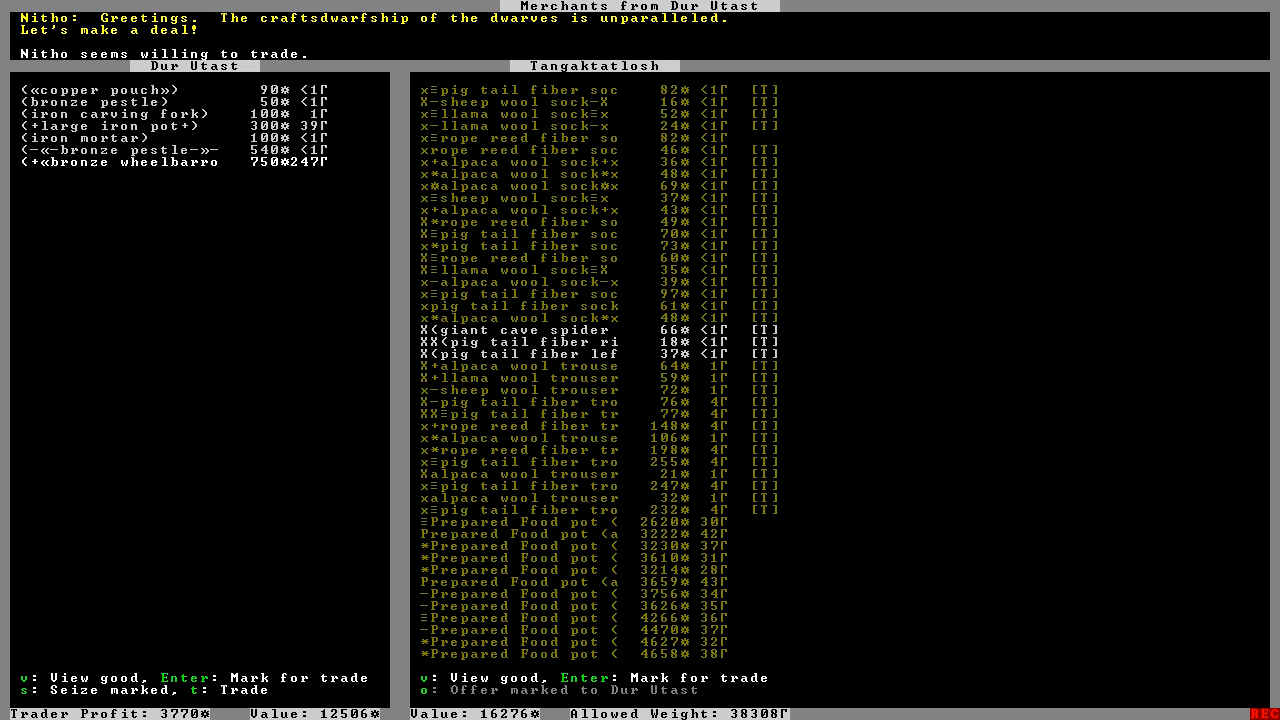 Merchants from Dur Utast
Nitho: Greetings. The craftsdwarfship of the dwarves is unparalleled.
Let's make a deal!
Nitho seems willing to trade.
Dur Utast
(«copper pouch») 90☼ <1Γ
(bronze pestle) 50☼ <1Γ
(iron carving fork) 100☼ 1Γ
(+large iron pot+) 300☼ 39Γ
(iron mortar) 100☼ <1Γ
(-«-bronze pestle-»- 540☼ <1Γ
(+«bronze wheelbarro 750☼247Γ
v: View good, Enter: Mark for trade
s: Seize marked, t: Trade
Trader Profit: 3770☼ Value: 12506☼
Tangaktatlosh
x≡pig tail fiber soc 82☼ <1Γ [T]
X-sheep wool sock-X 16☼ <1Γ [T]
x≡llama wool sock≡x 52☼ <1Γ [T]
x-llama wool sock-x 24☼ <1Γ [T]
x≡rope reed fiber so 82☼ <1Γ
xrope reed fiber soc 46☼ <1Γ [T]
x+alpaca wool sock+x 36☼ <1Γ [T]
x*alpaca wool sock*x 48☼ <1Γ [T]
x☼alpaca wool sock☼x 69☼ <1Γ [T]
x≡sheep wool sock≡x 37☼ <1Γ [T]
x+alpaca wool sock+x 43☼ <1Γ [T]
X*rope reed fiber so 49☼ <1Γ [T]
X≡pig tail fiber soc 70☼ <1Γ [T]
x*pig tail fiber soc 73☼ <1Γ [T]
X≡rope reed fiber so 60☼ <1Γ [T]
X≡llama wool sock≡X 35☼ <1Γ [T]
x-alpaca wool sock-x 39☼ <1Γ [T]
x≡pig tail fiber soc 97☼ <1Γ [T]
xpig tail fiber sock 61☼ <1Γ [T]
x*alpaca wool sock*x 48☼ <1Γ [T]
X(giant cave spider 66☼ <1Γ [T]
XX(pig tail fiber ri 18☼ <1Γ [T]
X(pig tail fiber lef 37☼ <1Γ [T]
X+alpaca wool trouse 64☼ 1Γ [T]
X+llama wool trouser 59☼ 1Γ [T]
x-sheep wool trouser 72☼ 1Γ [T]
X-pig tail fiber tro 76☼ 4Γ [T]
XX≡pig tail fiber tr 77☼ 4Γ [T]
x+rope reed fiber tr 148☼ 4Γ [T]
x*alpaca wool trouse 106☼ 1Γ [T]
x*rope reed fiber tr 198☼ 4Γ [T]
x≡pig tail fiber tro 255☼ 4Γ [T]
Xalpaca wool trouser 21☼ 1Γ [T]
x≡pig tail fiber tro 247☼ 4Γ [T]
xalpaca wool trouser 32☼ 1Γ [T]
x≡pig tail fiber tro 232☼ 4Γ [T]
≡Prepared Food pot ( 2620☼ 30Γ
Prepared Food pot (a 3222☼ 42Γ
*Prepared Food pot ( 3230☼ 37Γ
*Prepared Food pot ( 3610☼ 31Γ
*Prepared Food pot ( 3214☼ 28Γ
Prepared Food pot (a 3659☼ 43Γ
-Prepared Food pot ( 3756☼ 34Γ
-Prepared Food pot ( 3626☼ 35Γ
≡Prepared Food pot ( 4266☼ 36Γ
-Prepared Food pot ( 4470☼ 37Γ
*Prepared Food pot ( 4627☼ 32Γ
*Prepared Food pot ( 4658☼ 38Γ
v: View good, Enter: Mark for trade
o: Offer marked to Dur Utast
Value: 16276☼ Allowed Weight: 38308Γ
REC